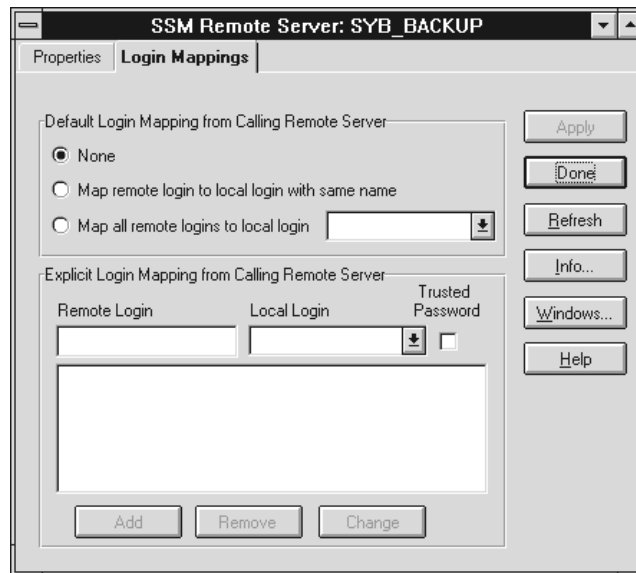 SSM Remote Server: SYB_BACKUP
Properties
Login Mappings
Default Login Mapping from Calling Remote Server
None
Map remote login to local login with same name
Map all remote logins to local login
Apply
Done
Refresh
Info...
Windows...
Help
Explicit Login Mapping from Calling Remote Server
Remote Login
Local Login
Trusted
Password
Add
Remove
Change